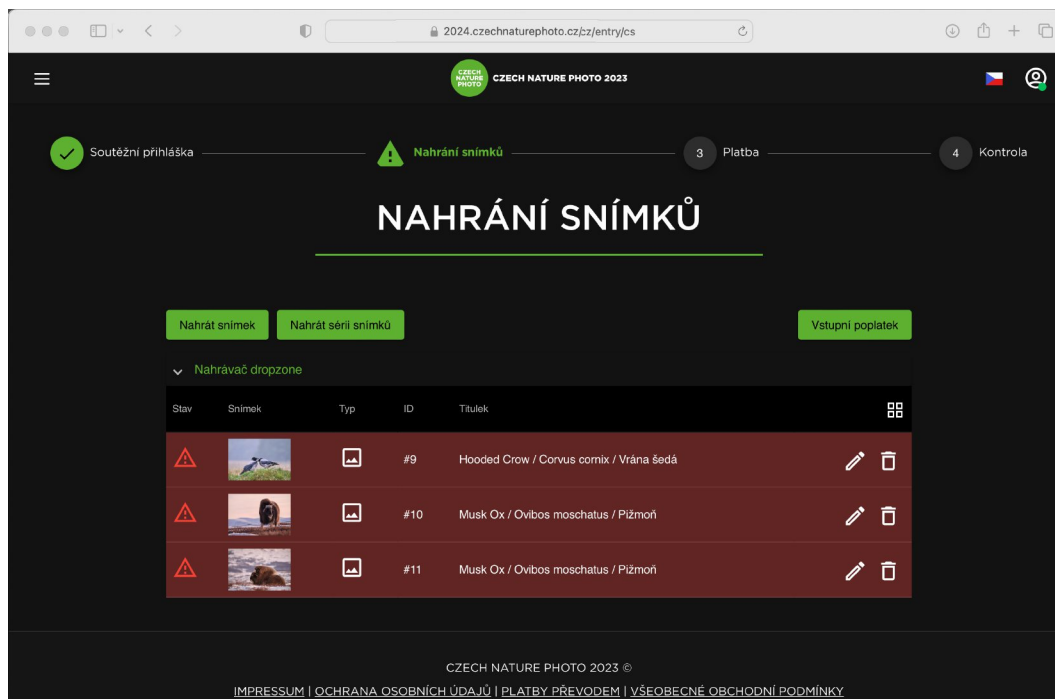 2024.czechnaturephoto.cz/cz/entry/cs
CZECH
NATURE
PHOTO
CZECH NATURE PHOTO 2023
Soutěžní přihláška
Nahrání snímků
3 Platba
4 Kontrola
NAHRÁNÍ SNÍMKŮ
Nahrát snímek Nahrát sérii snímků Vstupní poplatek
Nahrávač dropzone
Stav Snímek Typ ID Titulek
#9 Hooded Crow / Corvus cornix / Vrána šedá
#10 Musk Ox / Ovibos moschatus / Pižmoň
#11 Musk Ox / Ovibos moschatus / Pižmoň
CZECH NATURE PHOTO 2023 ©
IMPRESSUM | OCHRANA OSOBNÍCH ÚDAJŮ | PLATBY PŘEVODEM | VŠEOBECNÉ OBCHODNÍ PODMÍNKY